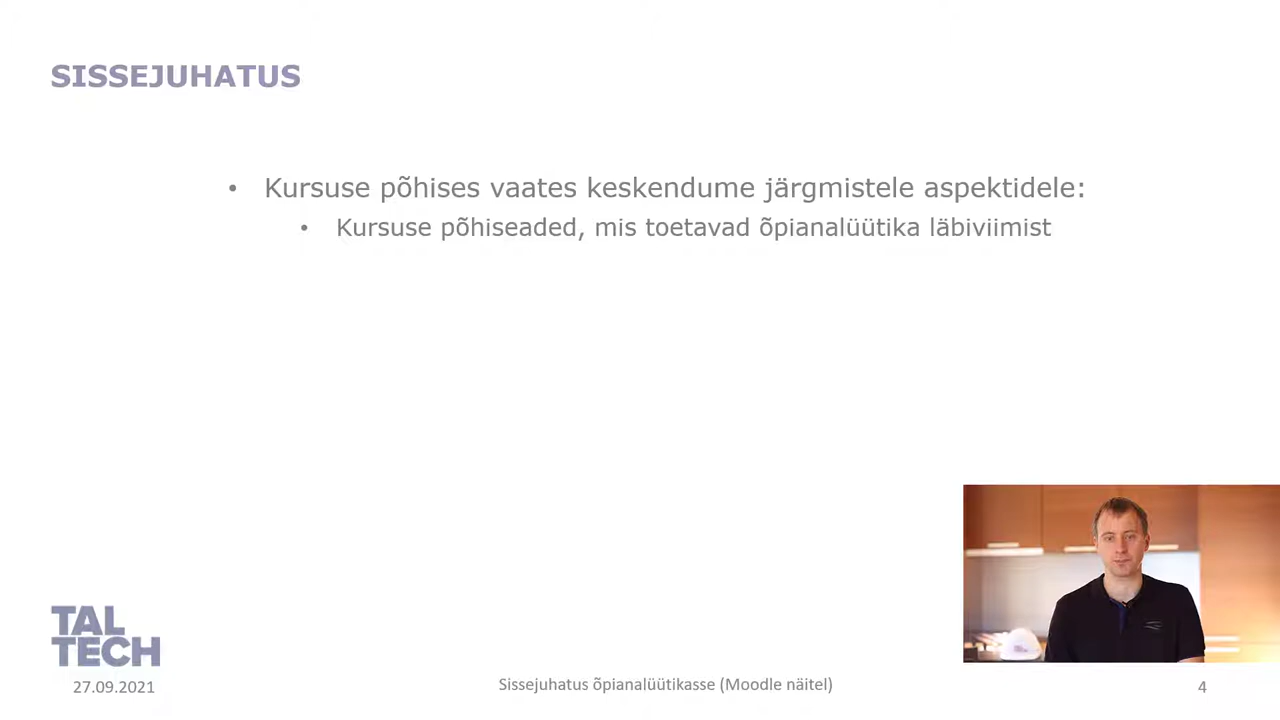 SISSEJUHATUS
• Kursuse põhises vaates keskendume järgmistele aspektidele:
• Kursuse põhiseaded, mis toetavad õpianalüütika läbiviimist
TAL
TECH
27.09.2021
Sissejuhatus õpianalüütikasse (Moodle näitel)
4